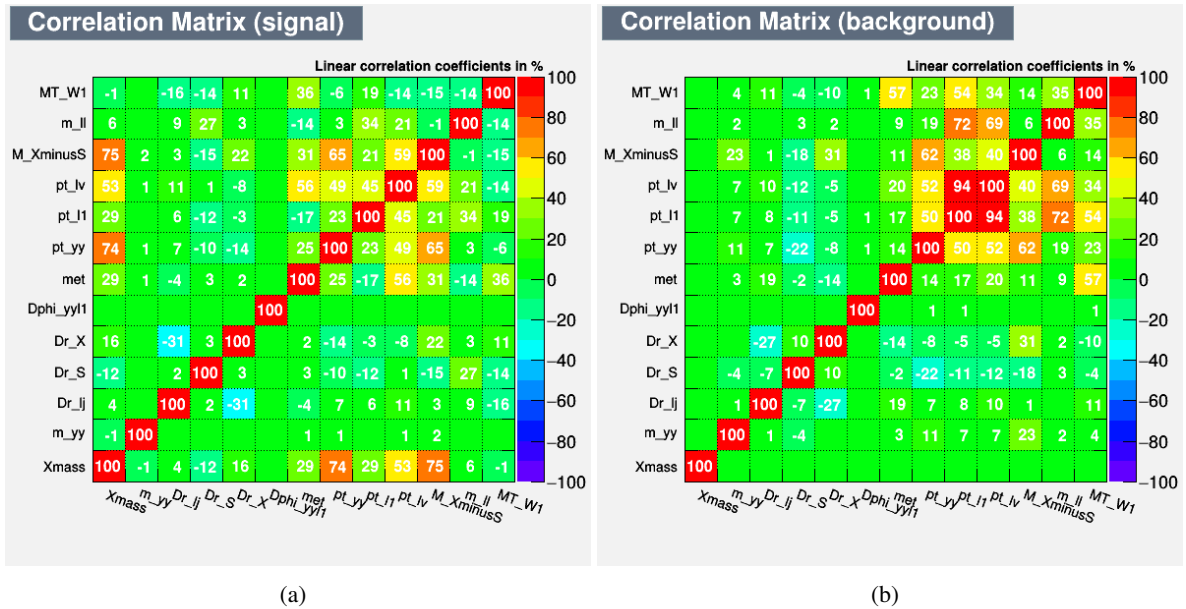 Correlation Matrix (signal)
Linear correlation coefficients in %
MT_W1 -1 -16 -14 11 36 -6 19 -14 -15 -14 100
m_ll 6 9 27 3 -14 3 34 21 -1 100 -14
M_XminusS 75 2 3 -15 22 31 65 21 59 100 -1 -15
pt_lv 53 1 11 1 -8 56 49 45 100 59 21 -14
pt_l1 29 6 -12 -3 -17 23 100 45 21 34 19
pt_yy 74 1 7 -10 -14 25 100 23 49 65 3 -6
met 29 1 -4 3 2 100 25 -17 56 31 -14 36
Dphi_yyl1 100
Dr_X 16 -31 3 100 2 -14 -3 -8 22 3 11
Dr_S -12 2 100 3 3 -10 -12 1 -15 27 -14
Dr_lj 4 100 2 -31 -4 7 6 11 3 9 -16
m_yy -1 100 1 1 1 2
Xmass 100 -1 4 -12 16 29 74 29 53 75 6 -1
Xmass m_yy Dr_lj Dr_S Dr_X Dphi_yyl1 met pt_yy pt_l1 pt_lv M_XminusS m_ll MT_W1
100
80
60
40
20
0
−20
−40
−60
−80
−100
(a)
Correlation Matrix (background)
Linear correlation coefficients in %
MT_W1 4 11 -4 -10 1 57 23 54 34 14 35 100
m_ll 2 3 2 9 19 72 69 6 100 35
M_XminusS 23 1 -18 31 11 62 38 40 100 6 14
pt_lv 7 10 -12 -5 20 52 94 100 40 69 34
pt_l1 7 8 -11 -5 1 17 50 100 94 38 72 54
pt_yy 11 7 -22 -8 1 14 100 50 52 62 19 23
met 3 19 -2 -14 100 14 17 20 11 9 57
Dphi_yyl1 100 1 1 1
Dr_X -27 10 100 -14 -8 -5 -5 31 2 -10
Dr_S -4 -7 100 10 -2 -22 -11 -12 -18 3 -4
Dr_lj 1 100 -7 -27 19 7 8 10 1 11
m_yy 100 1 -4 3 11 7 7 23 2 4
Xmass 100
Xmass m_yy Dr_lj Dr_S Dr_X Dphi_yyl1 met pt_yy pt_l1 pt_lv M_XminusS m_ll MT_W1
100
80
60
40
20
0
−20
−40
−60
−80
−100
(b)